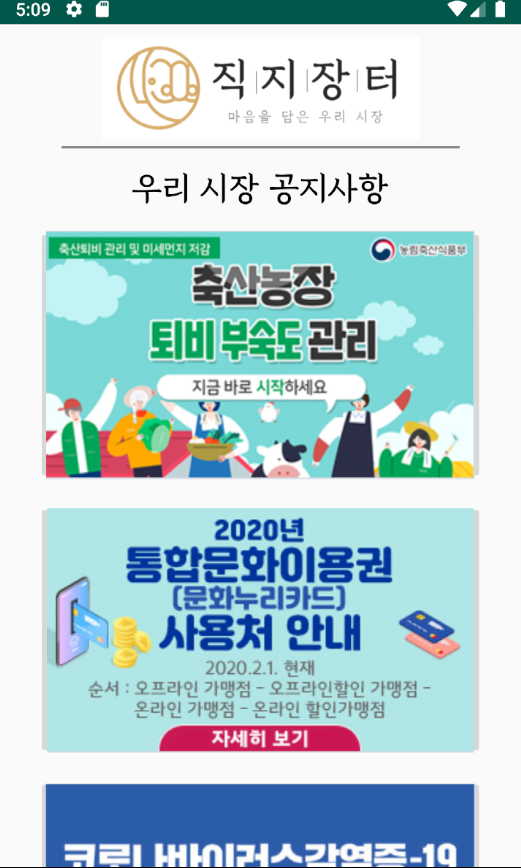 5:09
직지장터
마음을 담은 우리 시장
우리 시장 공지사항
축산퇴비 관리 및 미세먼지 저감
농림축산식품부
축산농장
퇴비 부숙도 관리
지금 바로 시작하세요
2020년
통합문화이용권
(문화누리카드)
사용처 안내
2020.2.1. 현재
순서 : 오프라인 가맹점 - 오프라인할인 가맹점 -
온라인 가맹점 - 온라인 할인가맹점
자세히 보기
코로나바이러스감염증-19